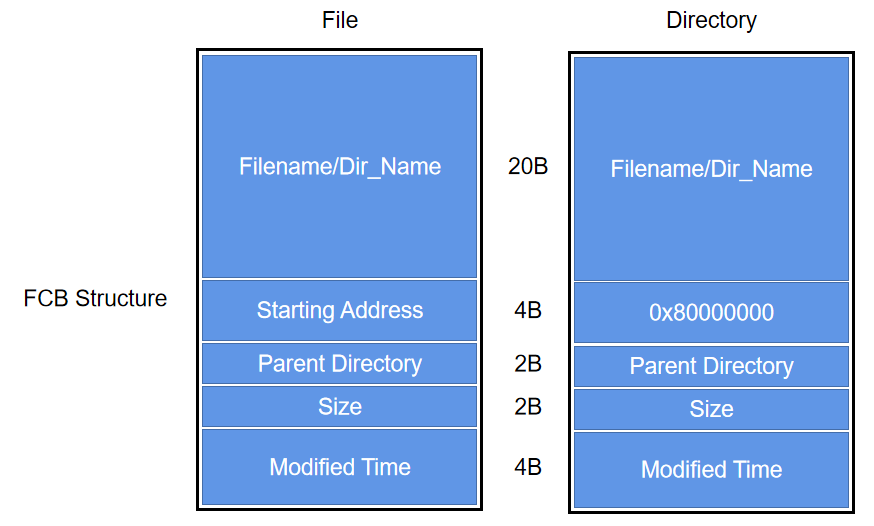 File
Directory
Filename/Dir_Name
20B
Filename/Dir_Name
FCB Structure
Starting Address
4B
0x80000000
Parent Directory
2B
Parent Directory
Size
2B
Size
Modified Time
4B
Modified Time